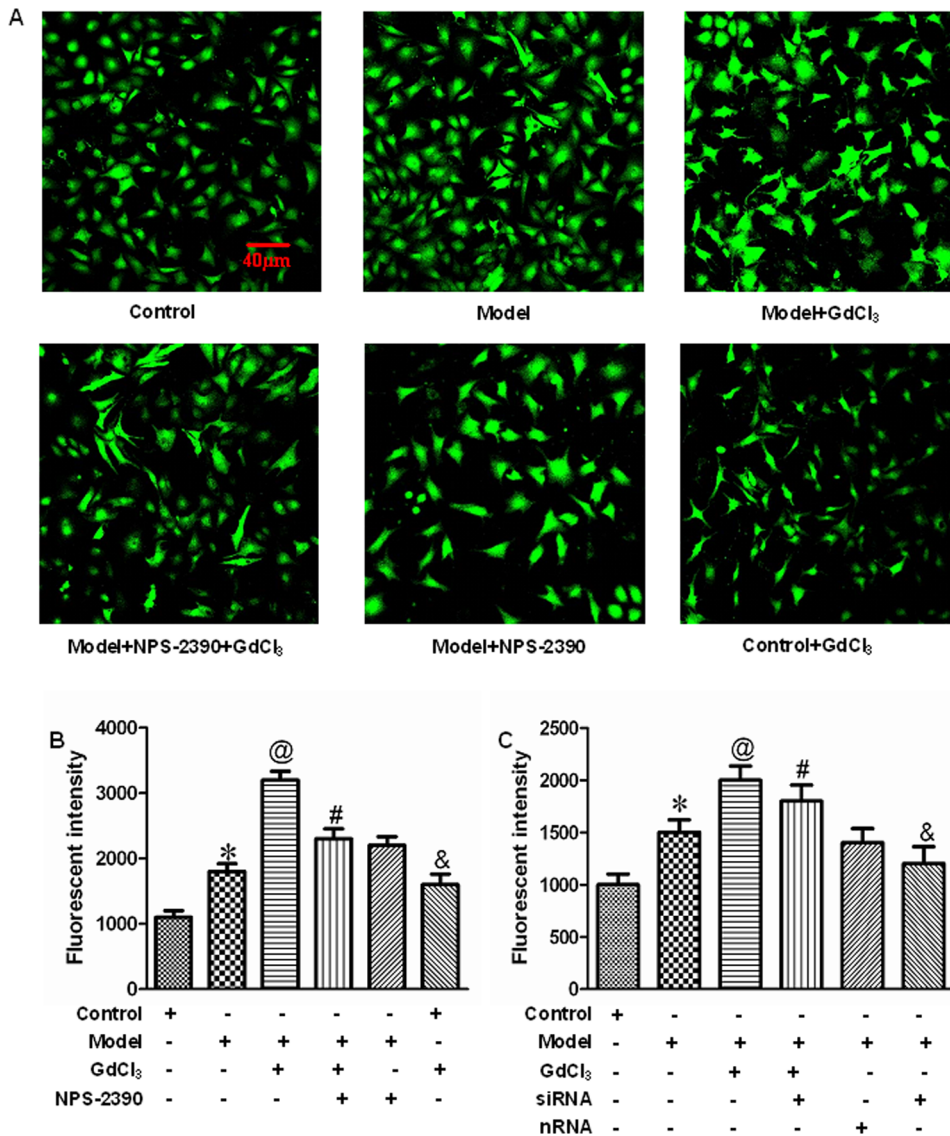 A
40μm
Control Model Model+GdCl₃
Model+NPS-2390+GdCl₃ Model+NPS-2390 Control+GdCl₃
B
Fluorescent intensity
4000
3000
2000
1000
0
* @ # &
Control + - - - - +
Model - + + + + -
GdCl₃ - - + + - +
NPS-2390 - - - + + -
C
Fluorescent intensity
2500
2000
1500
1000
500
0
* @ # &
Control + - - - - -
Model - + + + + +
GdCl₃ - - + + - -
siRNA - - - + - +
nRNA - - - - + -